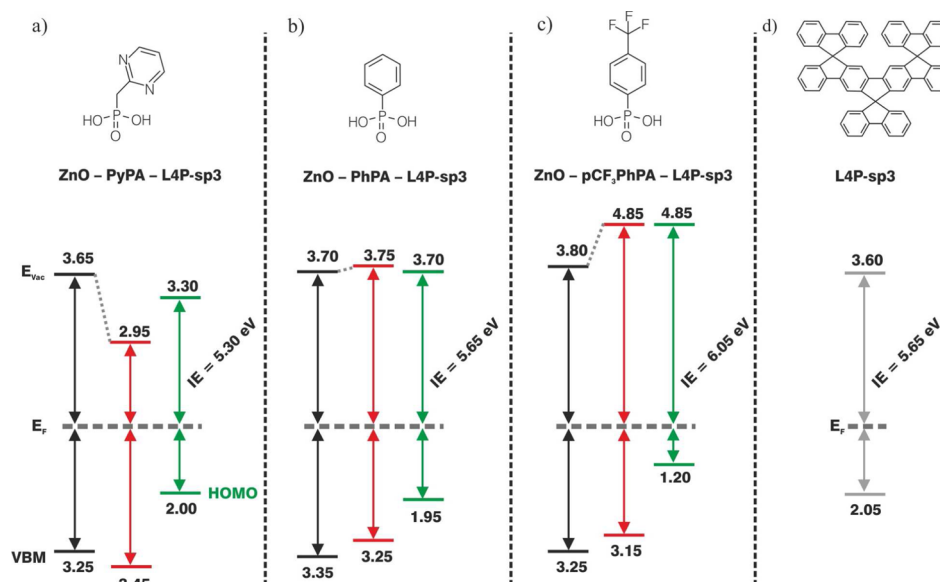 a)
N
N
HO
P
OH
O
ZnO – PyPA – L4P-sp3
3.65
E_Vac
2.95
3.30
IE = 5.30 eV
E_F
HOMO
2.00
VBM
3.25
b)
HO
P
OH
O
ZnO – PhPA – L4P-sp3
3.70
3.75
3.70
IE = 5.65 eV
1.95
3.25
3.35
c)
F
F
F
HO
P
OH
O
ZnO – pCF₃PhPA – L4P-sp3
3.80
4.85
4.85
IE = 6.05 eV
1.20
3.15
3.25
d)
L4P-sp3
3.60
IE = 5.65 eV
E_F
2.05